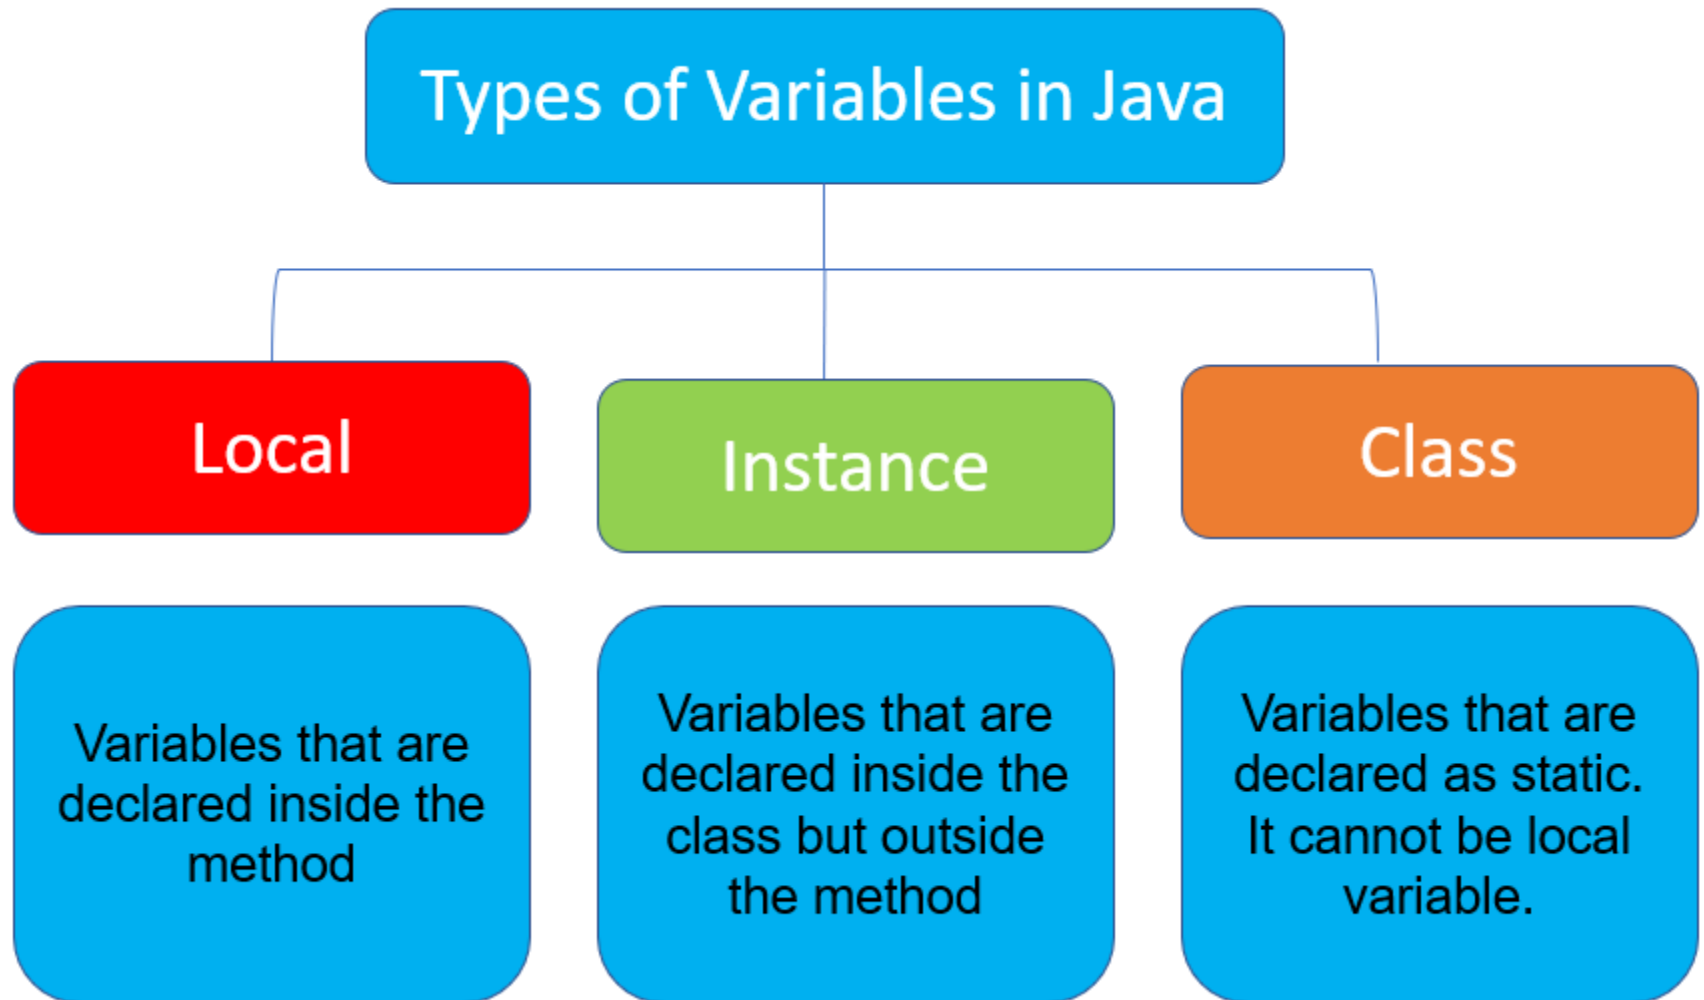 Types of Variables in Java
Local
Instance
Class
Variables that are
declared inside the
method
Variables that are
declared inside the
class but outside
the method
Variables that are
declared as static.
It cannot be local
variable.